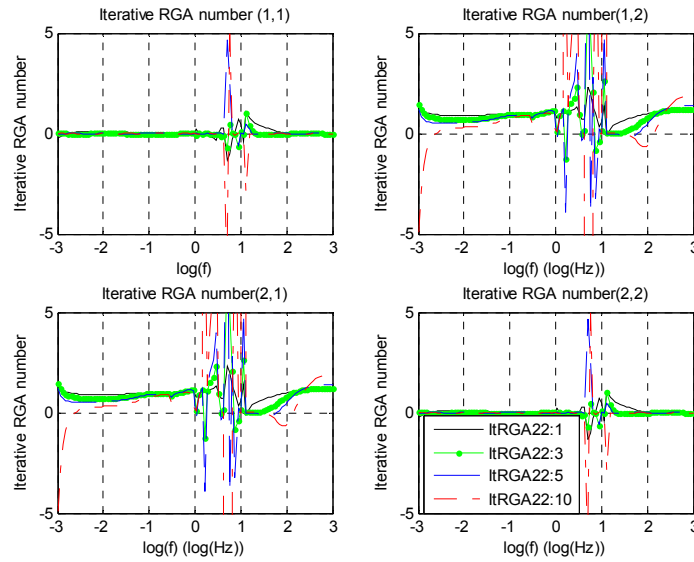 Iterative RGA number (1,1)
5
0
-5
Iterative RGA number
-3 -2 -1 0 1 2 3
log(f)
Iterative RGA number(1,2)
5
0
-5
Iterative RGA number
-3 -2 -1 0 1 2 3
log(f) (log(Hz))
Iterative RGA number(2,1)
5
0
-5
Iterative RGA number
-3 -2 -1 0 1 2 3
log(f) (log(Hz))
Iterative RGA number(2,2)
5
0
-5
Iterative RGA number
ItRGA22:1
ItRGA22:3
ItRGA22:5
ItRGA22:10
-3 -2 -1 0 1 2 3
log(f) (log(Hz))